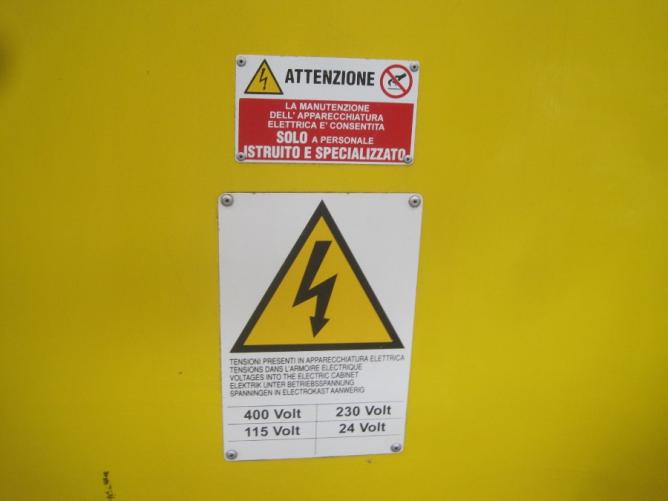 ATTENZIONE
LA MANUTENZIONE
DELL' APPARECCHIATURA
ELETTRICA E' CONSENTITA
SOLO A PERSONALE
ISTRUITO E SPECIALIZZATO
TENSIONI PRESENTI IN APPARECCHIATURA ELETTRICA
TENSIONS DANS L'ARMOIRE ELECTRIQUE
VOLTAGES INTO THE ELECTRIC CABINET
ELEKTRIK UNTER BETRIEBSSPANNUNG
SPANNINGEN IN ELECTROKAST AANWERIG
400 Volt 230 Volt
115 Volt 24 Volt